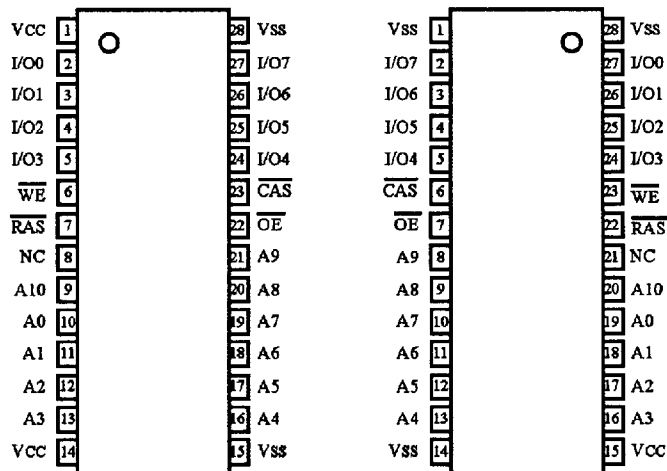 VCC 1 28 VSS
I/O0 2 27 I/O7
I/O1 3 26 I/O6
I/O2 4 25 I/O5
I/O3 5 24 I/O4
WE 6 23 CAS
RAS 7 22 OE
NC 8 21 A9
A10 9 20 A8
A0 10 19 A7
A1 11 18 A6
A2 12 17 A5
A3 13 16 A4
VCC 14 15 VSS
VSS 1 28 VSS
I/O7 2 27 I/O0
I/O6 3 26 I/O1
I/O5 4 25 I/O2
I/O4 5 24 I/O3
CAS 6 23 WE
OE 7 22 RAS
A9 8 21 NC
A8 9 20 A10
A7 10 19 A0
A6 11 18 A1
A5 12 17 A2
A4 13 16 A3
VSS 14 15 VCC